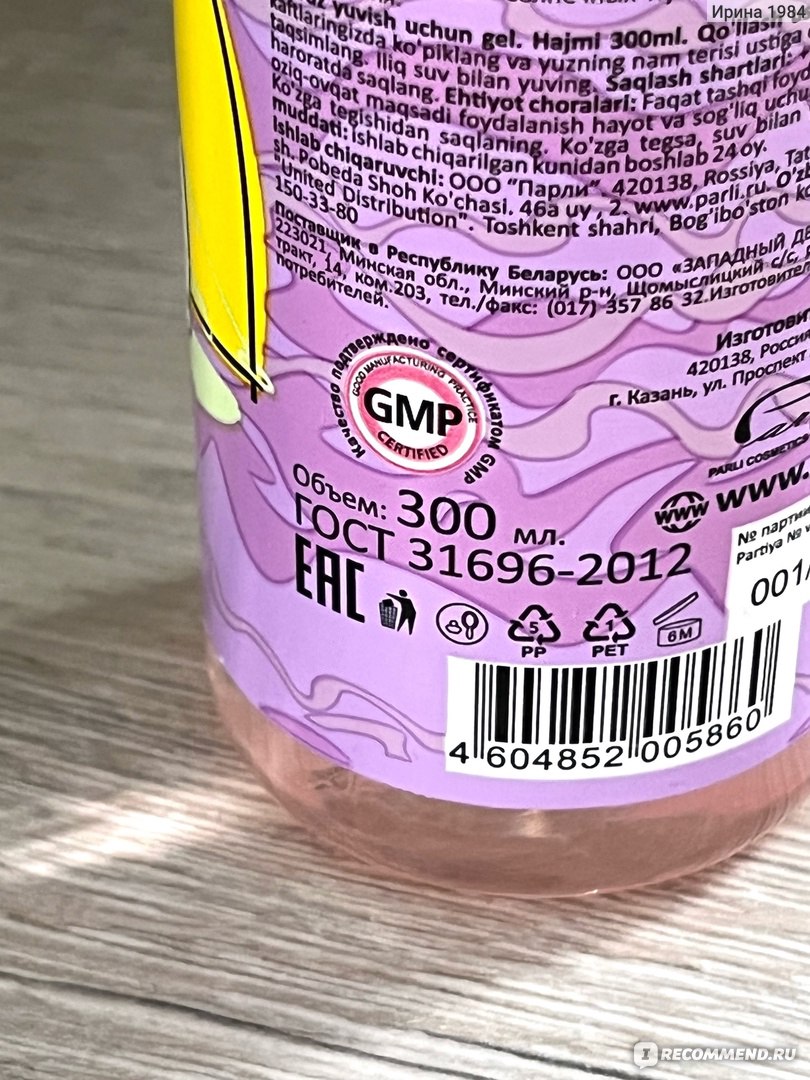 Ирина 1984
yuvish uchun gel. Hajmi 300ml. Qo'llash
kaftlaringizda ko'piklang va yuzning nam terisi ustiga
taqsimlang. Iliq suv bilan yuving. Saqlash shartlari:
haroratda saqlang. Ehtiyot choralari: Faqat tashqi
oziq-ovqat maqsadi foydalanish hayot va sog'liq
Ko'zga tegishidan saqlaning. Ko'zga tegsa, suv bilan
muddati: Ishlab chiqarilgan kunidan boshlab 24 oy.
Ishlab chiqaruvchi: ООО "Парли", 420138, Rossiya,
sh. Pobeda Shoh Ko'chasi. 46a uy, 2. www.parli.ru.
"United Distribution". Toshkent shahri, Bog'ibo'ston
150-33-80
Поставщик в Республику Беларусь: ООО «ЗАПАДНЫЙ
223021, Минская обл., Минский р-н, Щомыслицкий с/с,
тракт, 14, ком.203, тел./факс: (017) 357 86 32.
потребителей.
420138,
г. Казань, ул. Проспект
PARLI COSMETICS
www www.
Качество подтверждено сертификатом GMP
GOOD MANUFACTURING PRACTICE
GMP
CERTIFIED
Объем: 300 мл.
ГОСТ 31696-2012
№ партии
Partiya №
001/
EAC
5 1 6M
PP PET
4 604852 005860
RECOMMEND.RU